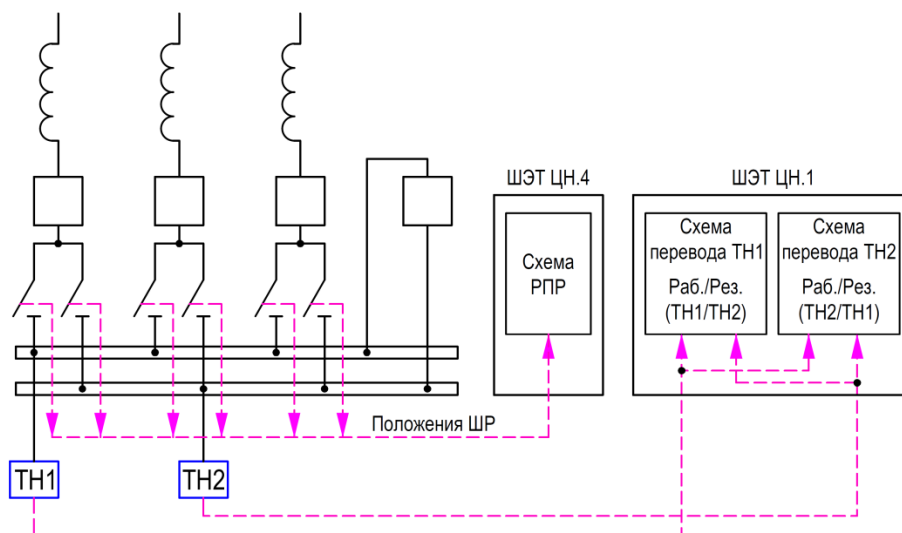 ШЭТ ЦН.4
ШЭТ ЦН.1
Схема
РПР
Схема
перевода ТН1
Раб./Рез.
(ТН1/ТН2)
Схема
перевода ТН2
Раб./Рез.
(ТН2/ТН1)
Положения ШР
ТН1
ТН2